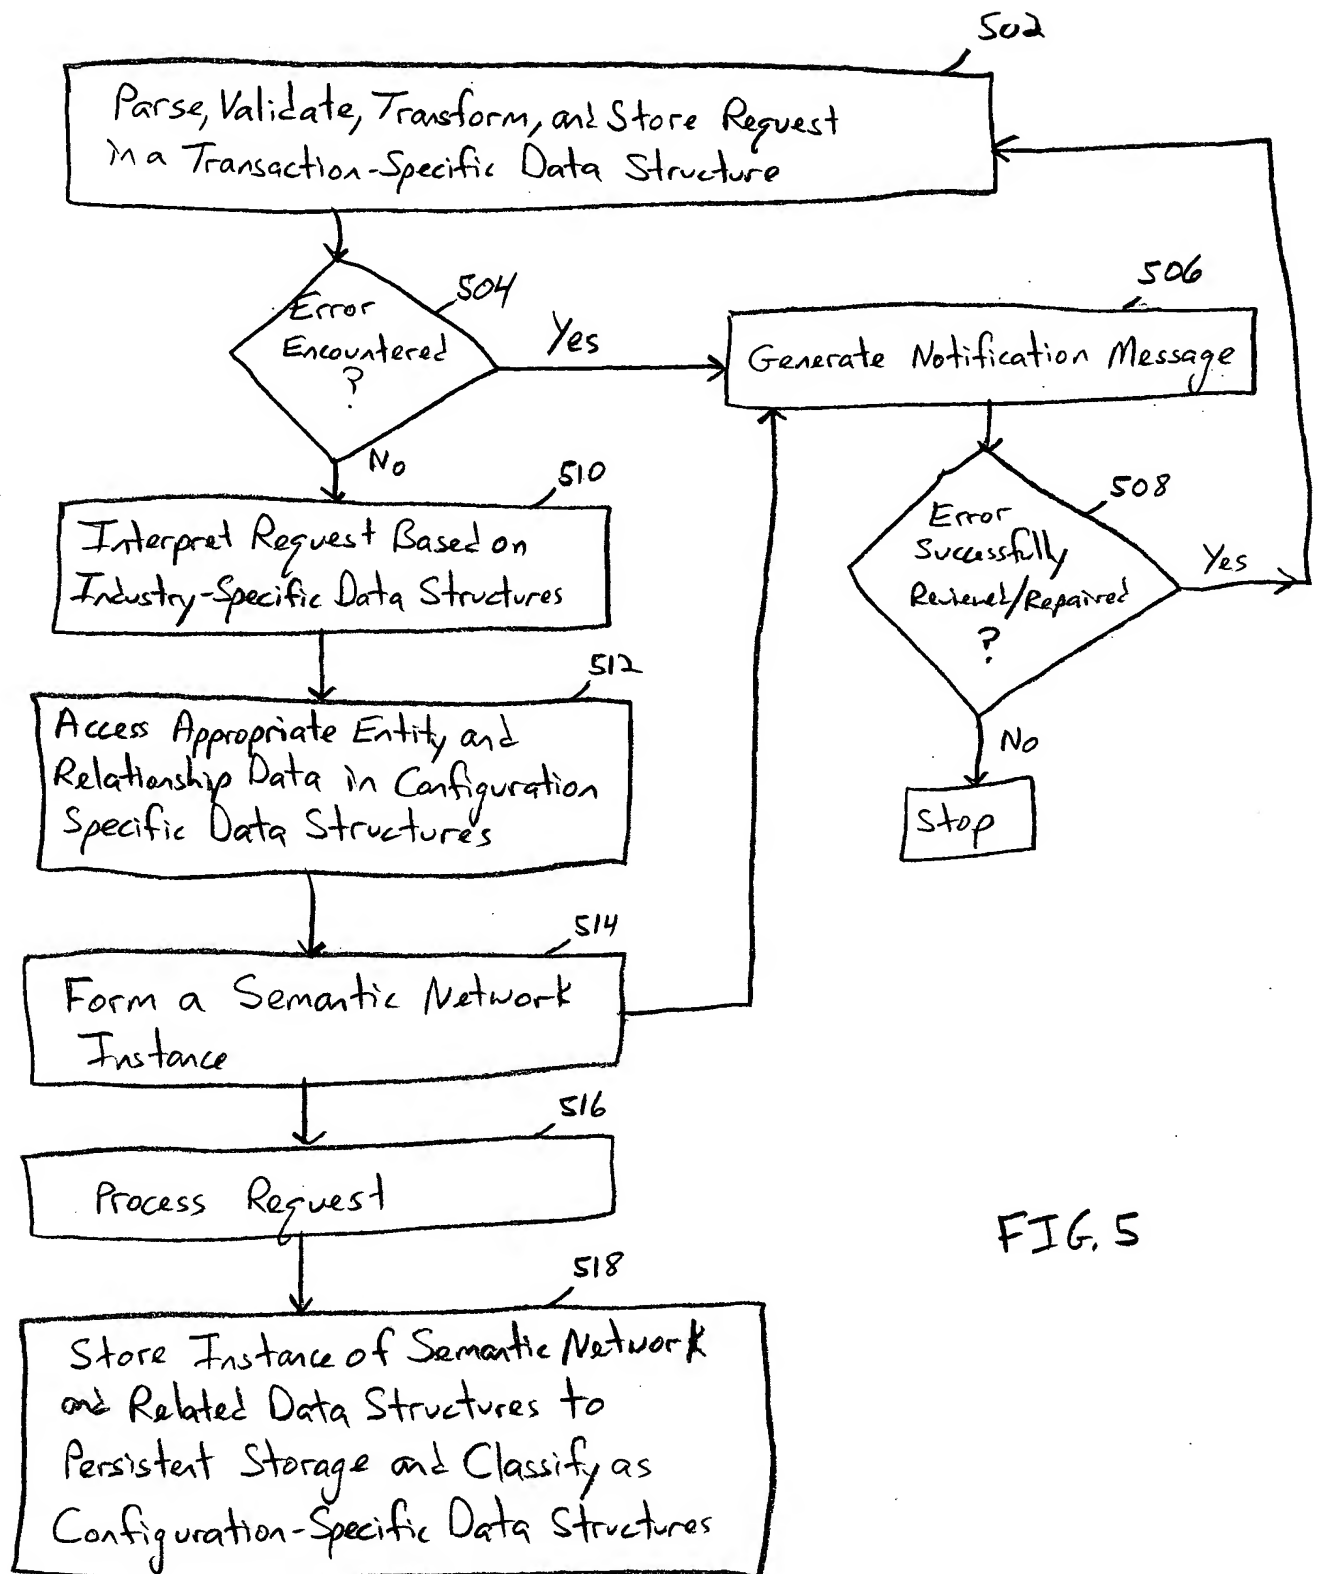 502
Parse, Validate, Transform, and Store Request
in a Transaction-Specific Data Structure
504
Error
Encountered
?
Yes
No
506
Generate Notification Message
508
Error
Successfully
Reviewed/Repaired
?
Yes
No
Stop
510
Interpret Request Based on
Industry-Specific Data Structures
512
Access Appropriate Entity and
Relationship Data in Configuration
Specific Data Structures
514
Form a Semantic Network
Instance
516
Process Request
518
Store Instance of Semantic Network
and Related Data Structures to
Persistent Storage and Classify as
Configuration-Specific Data Structures
FIG. 5